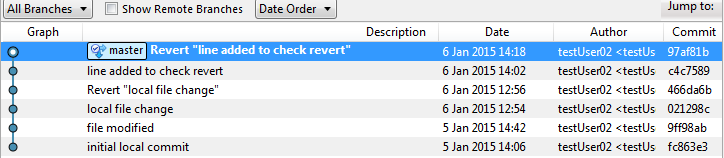 All Branches Show Remote Branches Date Order Jump to:
Graph Description Date Author Commit
master Revert "line added to check revert" 6 Jan 2015 14:18 testUser02 <testUs 97af81b
line added to check revert 6 Jan 2015 14:02 testUser02 <testUs c4c7589
Revert "local file change" 6 Jan 2015 12:56 testUser02 <testUs 466da6b
local file change 6 Jan 2015 12:54 testUser02 <testUs 021298c
file modified 5 Jan 2015 14:42 testUser02 <testUs 9ff98ab
initial local commit 5 Jan 2015 14:06 testUser02 <testUs fc863e3